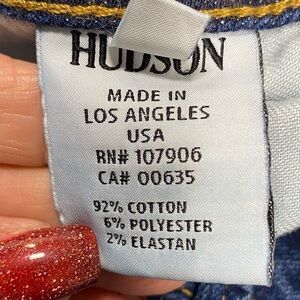 HUDSON
MADE IN
LOS ANGELES
USA
RN# 107906
CA# 00635
92% COTTON
6% POLYESTER
2% ELASTAN